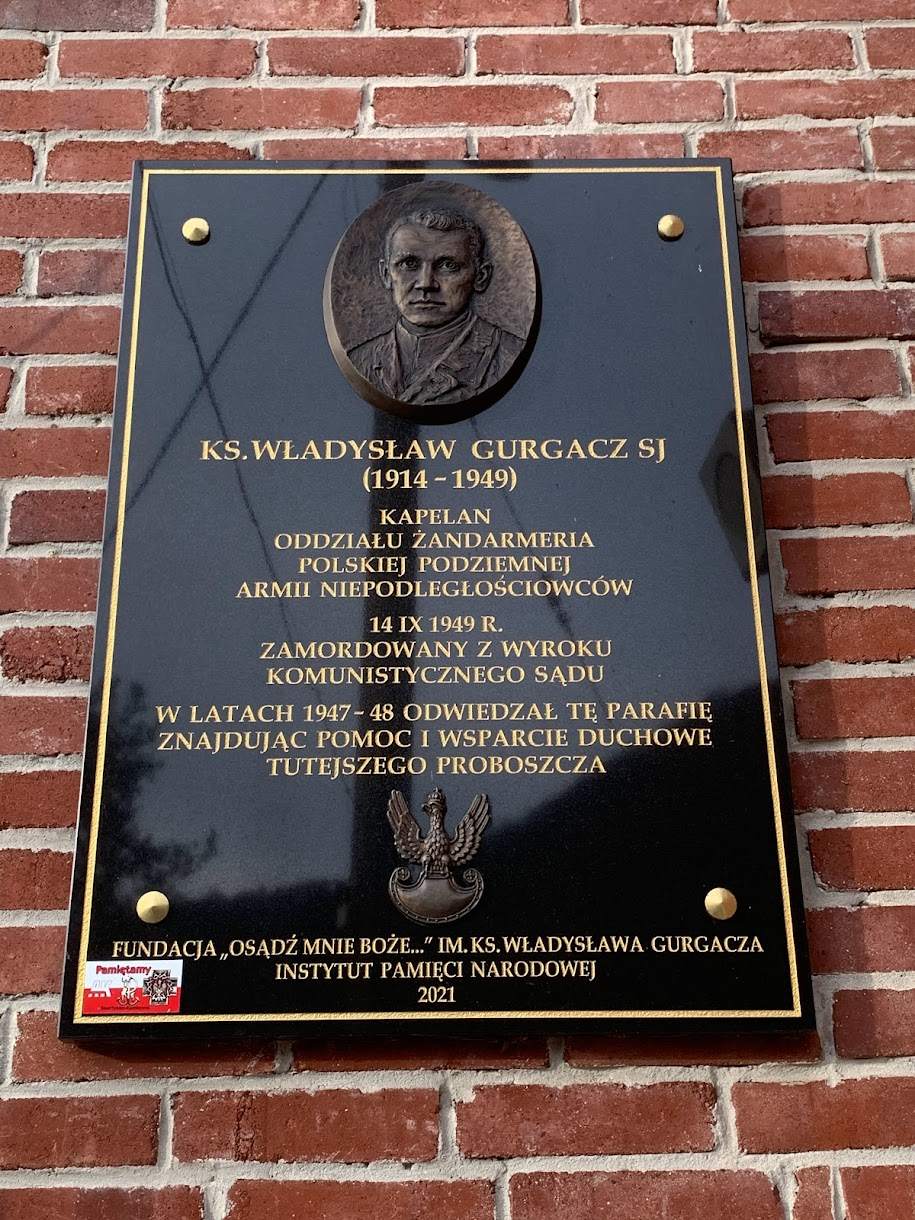 KS. WŁADYSŁAW GURGACZ SJ
(1914 - 1949)
KAPELAN
ODDZIAŁU ŻANDARMERIA
POLSKIEJ PODZIEMNEJ
ARMII NIEPODLEGŁOŚCIOWCÓW
14 IX 1949 R.
ZAMORDOWANY Z WYROKU
KOMUNISTYCZNEGO SĄDU
W LATACH 1947 - 48 ODWIEDZAŁ TĘ PARAFIĘ
ZNAJDUJĄC POMOC I WSPARCIE DUCHOWE
TUTEJSZEGO PROBOSZCZA
FUNDACJA „OSĄDŹ MNIE BOŻE...” IM. KS. WŁADYSŁAWA GURGACZA
INSTYTUT PAMIĘCI NARODOWEJ
2021
Pamiętamy